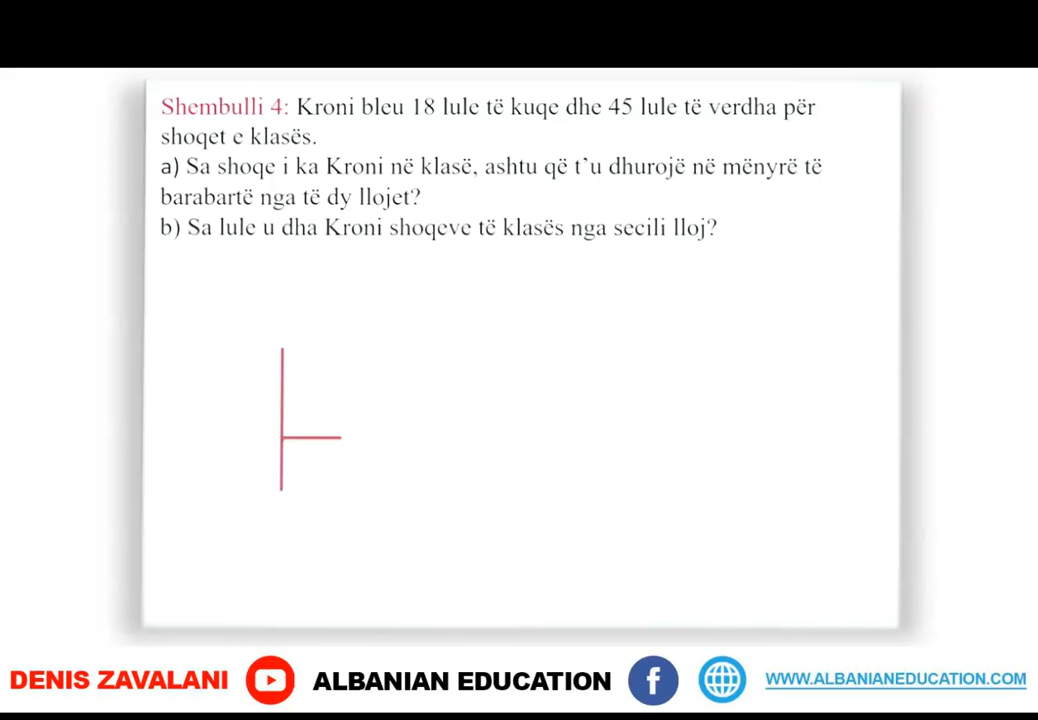 Shembulli 4: Kroni bleu 18 lule të kuqe dhe 45 lule të verdha për
shoqet e klasës.
a) Sa shoqe i ka Kroni në klasë, ashtu që t’u dhurojë në mënyrë të
barabartë nga të dy llojet?
b) Sa lule u dha Kroni shoqeve të klasës nga secili lloj?
DENIS ZAVALANI ALBANIAN EDUCATION WWW.ALBANIANEDUCATION.COM